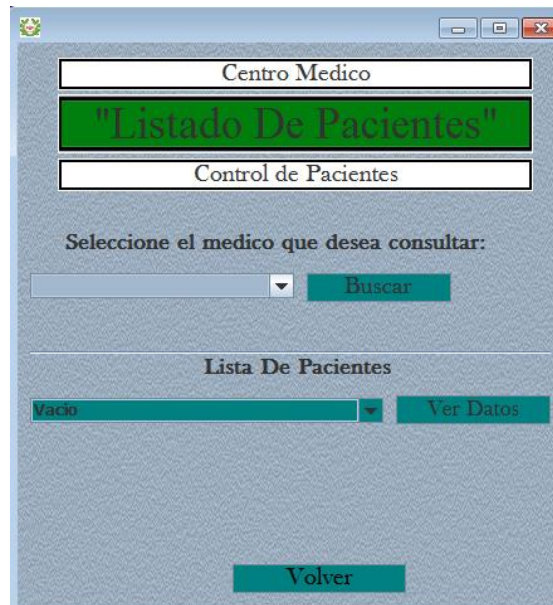 Centro Medico
"Listado De Pacientes"
Control de Pacientes
Seleccione el medico que desea consultar:
Buscar
Lista De Pacientes
Vacio Ver Datos
Volver